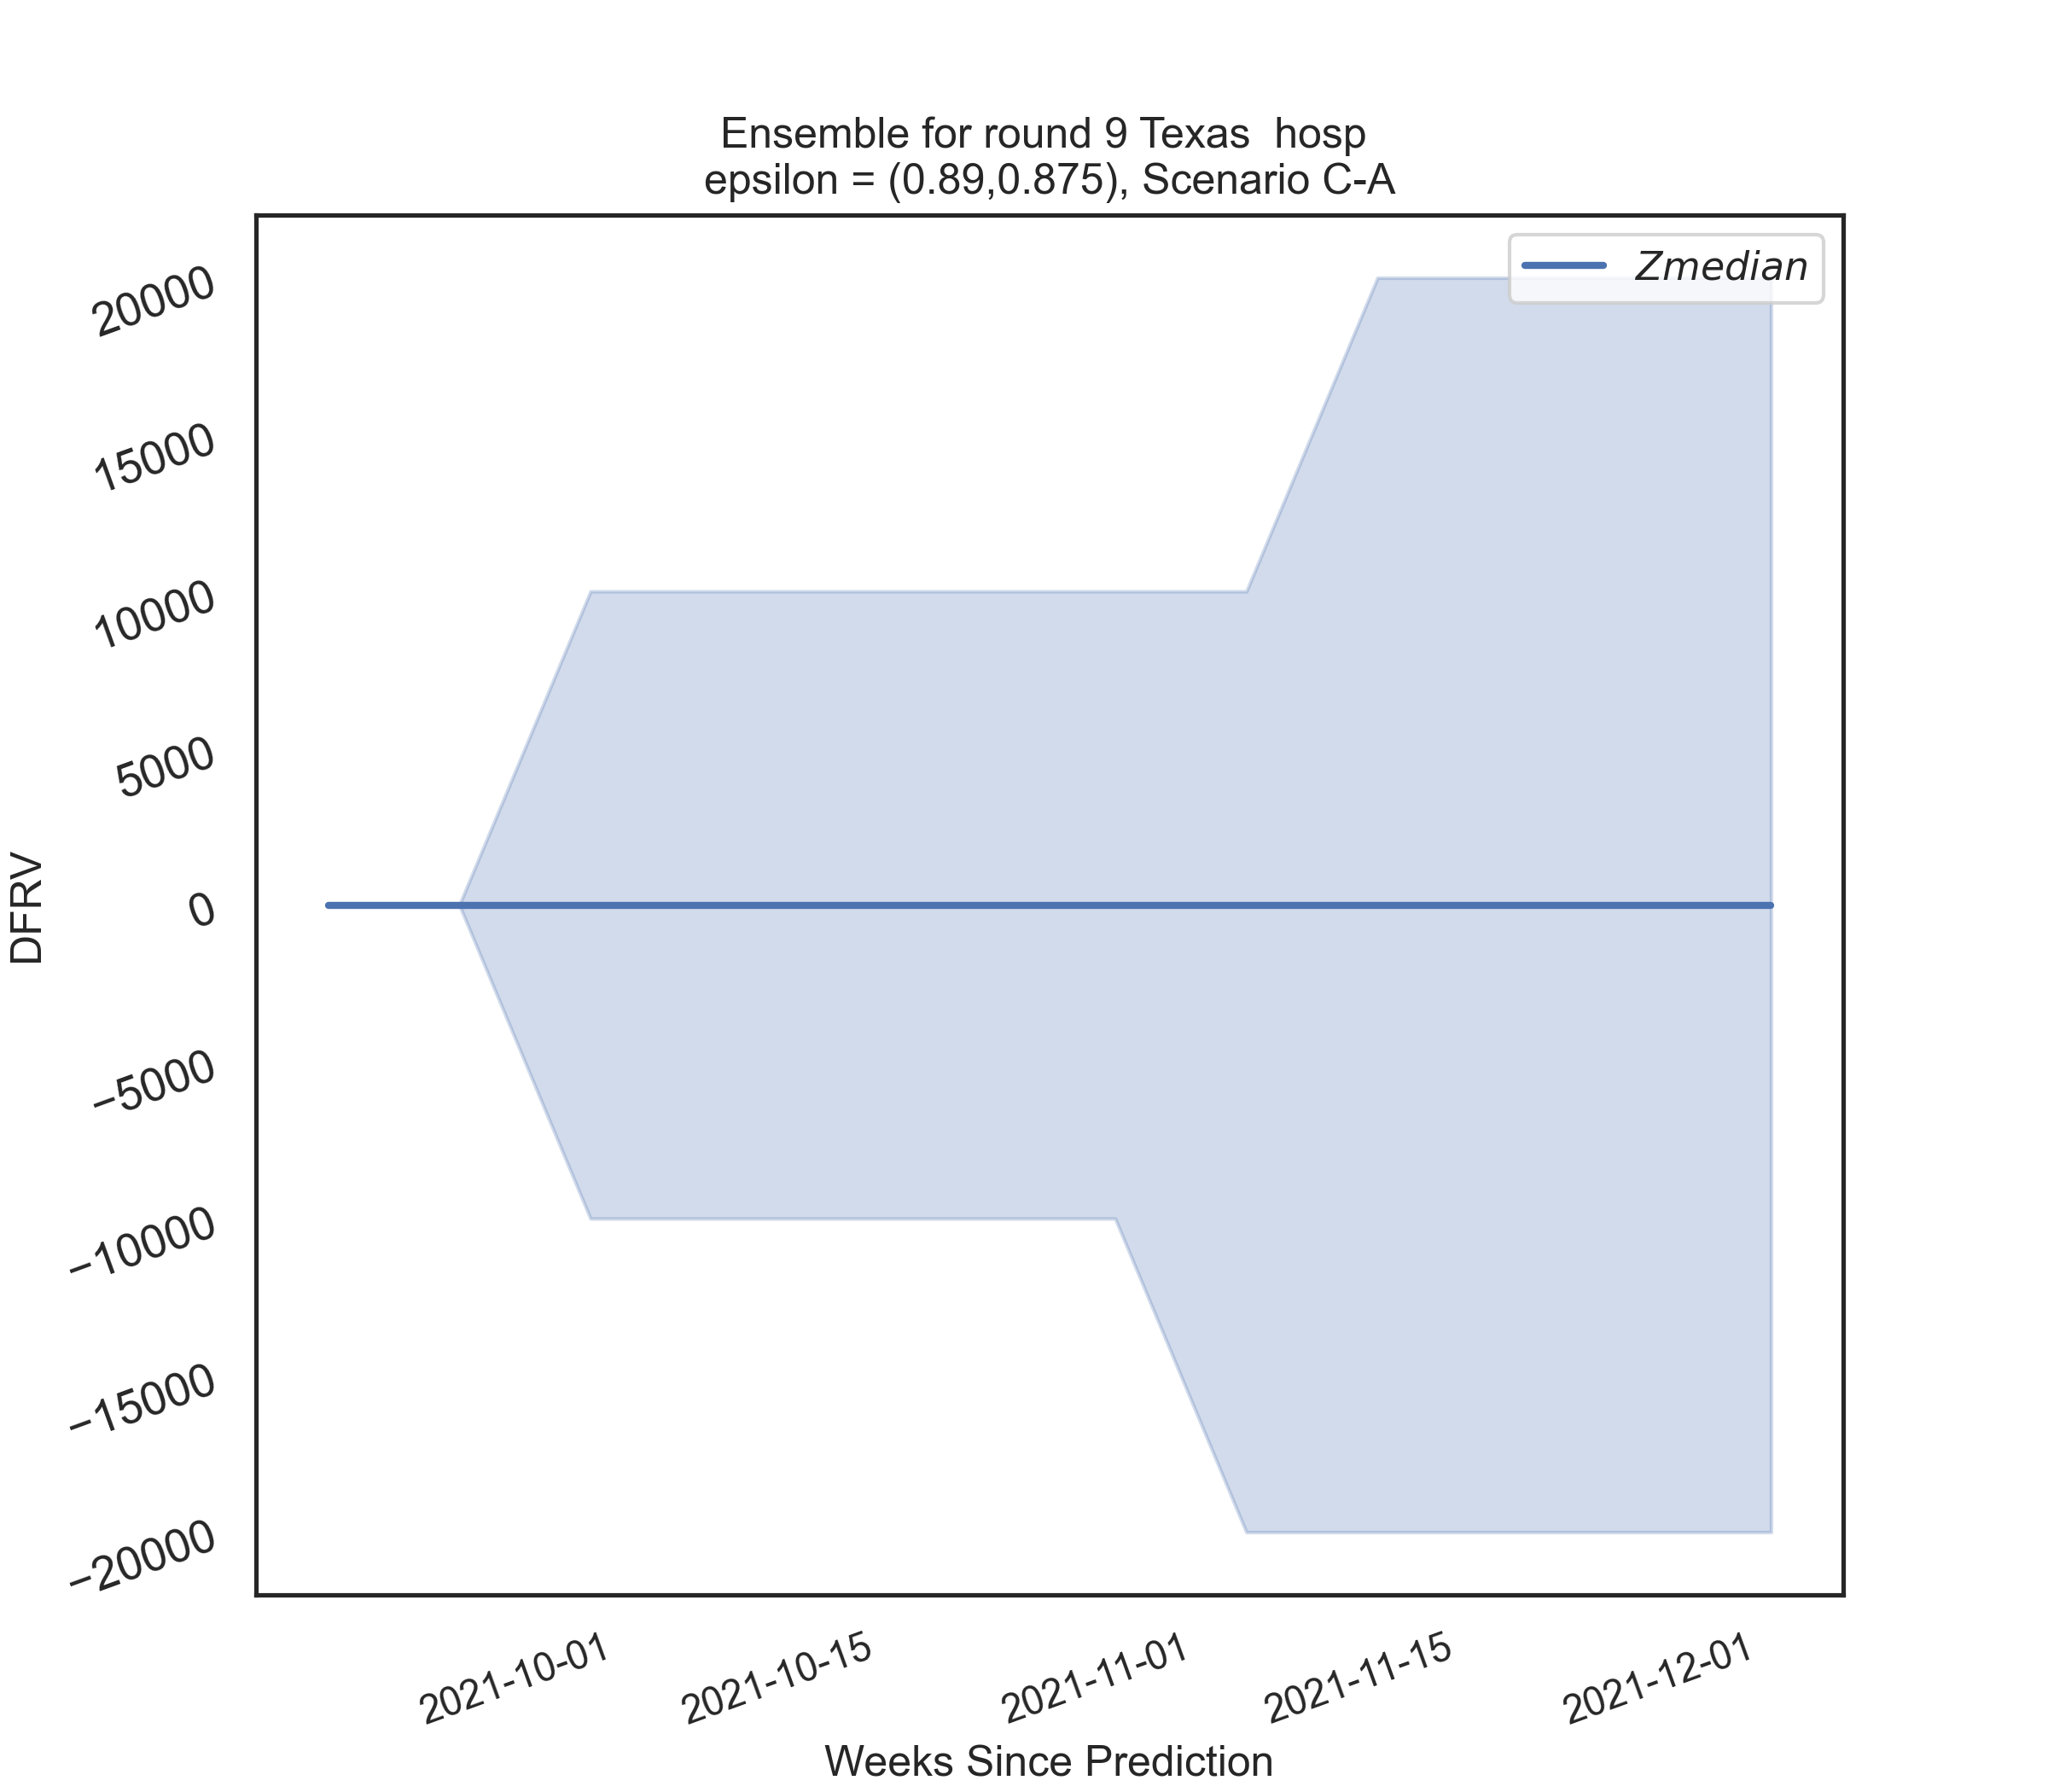 Ensemble for round 9 Texas  hosp
epsilon = (0.89,0.875), Scenario C-A
Zmedian
20000
15000
10000
5000
0
−5000
−10000
−15000
−20000
DFRV
2021-10-01
2021-10-15
2021-11-01
2021-11-15
2021-12-01
Weeks Since Prediction